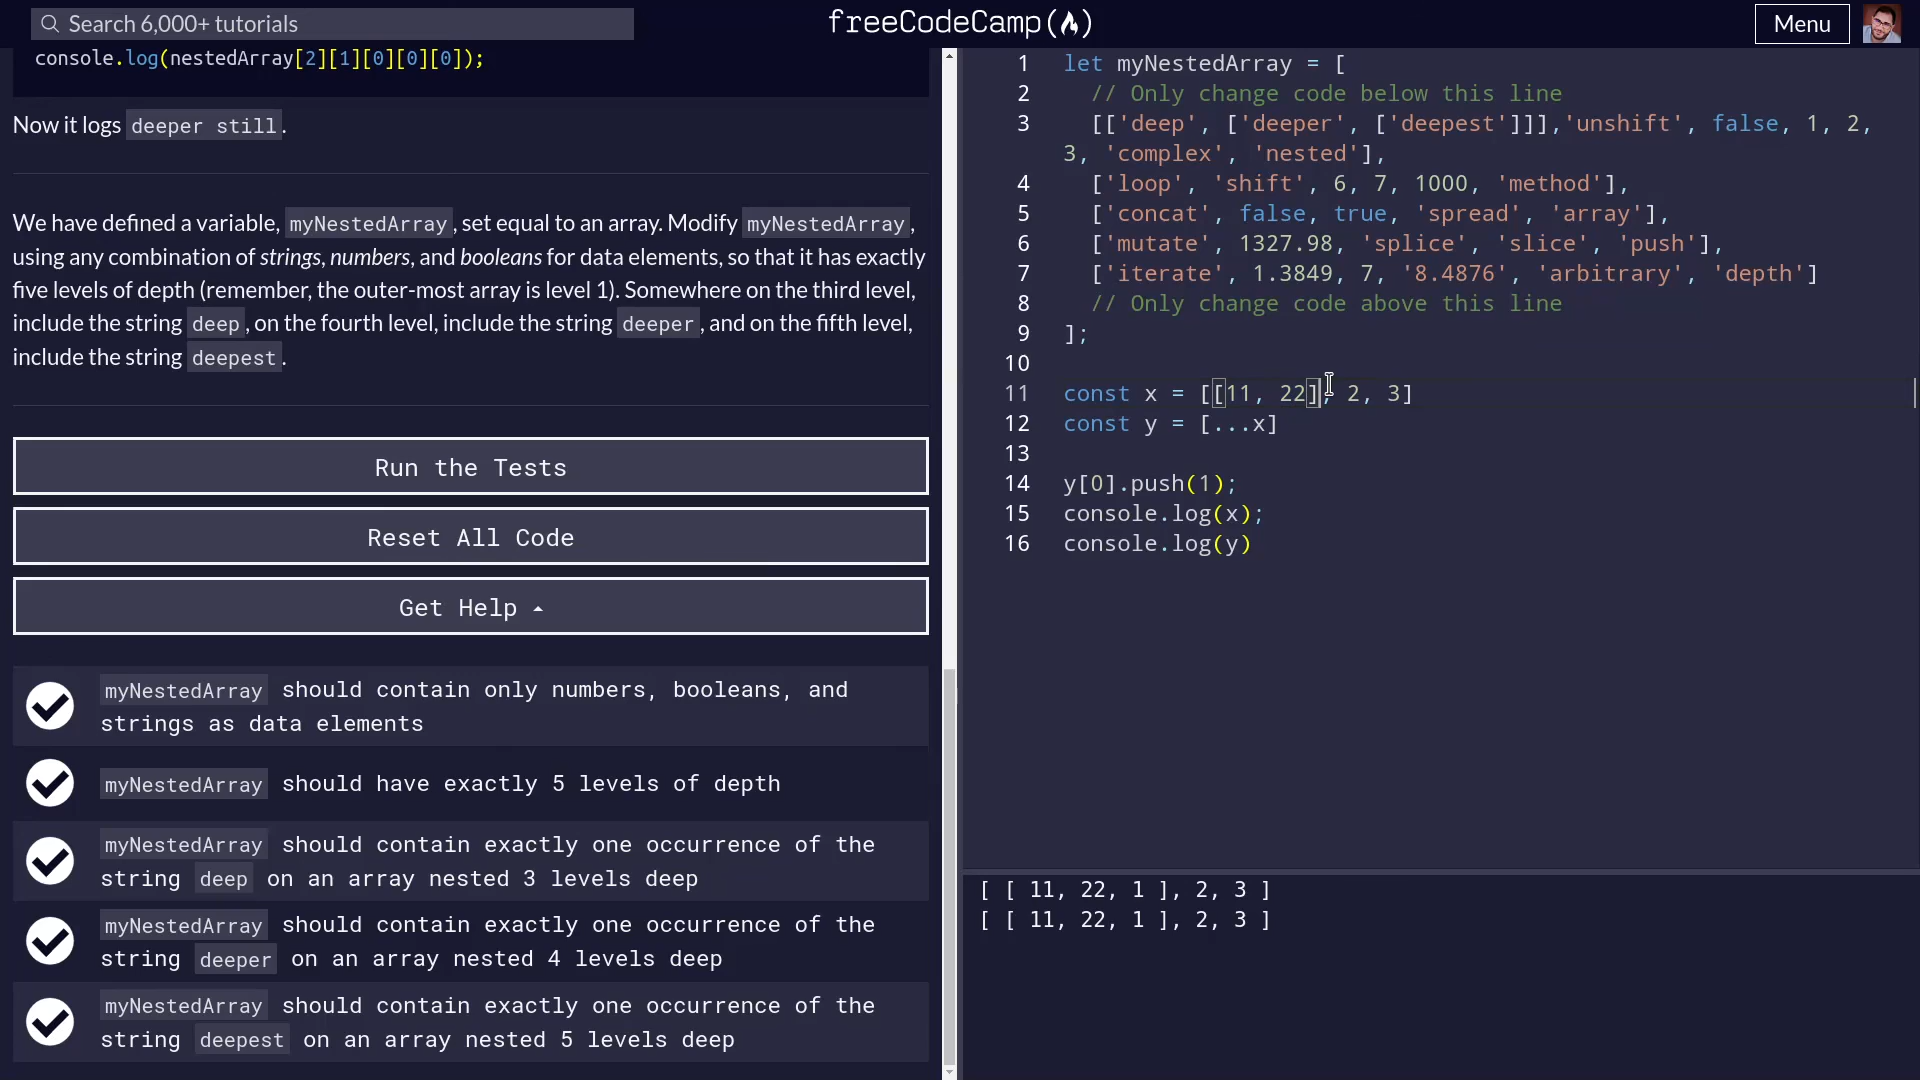 Search 6,000+ tutorials
freeCodeCamp
Menu
console.log(nestedArray[2][1][0][0][0]);
Now it logs deeper still.
We have defined a variable, myNestedArray, set equal to an array. Modify myNestedArray,
using any combination of strings, numbers, and booleans for data elements, so that it has exactly
five levels of depth (remember, the outer-most array is level 1). Somewhere on the third level,
include the string deep, on the fourth level, include the string deeper, and on the fifth level,
include the string deepest.
Run the Tests
Reset All Code
Get Help
myNestedArray should contain only numbers, booleans, and
strings as data elements
myNestedArray should have exactly 5 levels of depth
myNestedArray should contain exactly one occurrence of the
string deep on an array nested 3 levels deep
myNestedArray should contain exactly one occurrence of the
string deeper on an array nested 4 levels deep
myNestedArray should contain exactly one occurrence of the
string deepest on an array nested 5 levels deep
1 let myNestedArray = [
2 // Only change code below this line
3 [['deep', ['deeper', ['deepest']]],'unshift', false, 1, 2,
3, 'complex', 'nested'],
4 ['loop', 'shift', 6, 7, 1000, 'method'],
5 ['concat', false, true, 'spread', 'array'],
6 ['mutate', 1327.98, 'splice', 'slice', 'push'],
7 ['iterate', 1.3849, 7, '8.4876', 'arbitrary', 'depth']
8 // Only change code above this line
9 ];
10
11 const x = [[11, 22], 2, 3]
12 const y = [...x]
13
14 y[0].push(1);
15 console.log(x);
16 console.log(y)
[ [ 11, 22, 1 ], 2, 3 ]
[ [ 11, 22, 1 ], 2, 3 ]